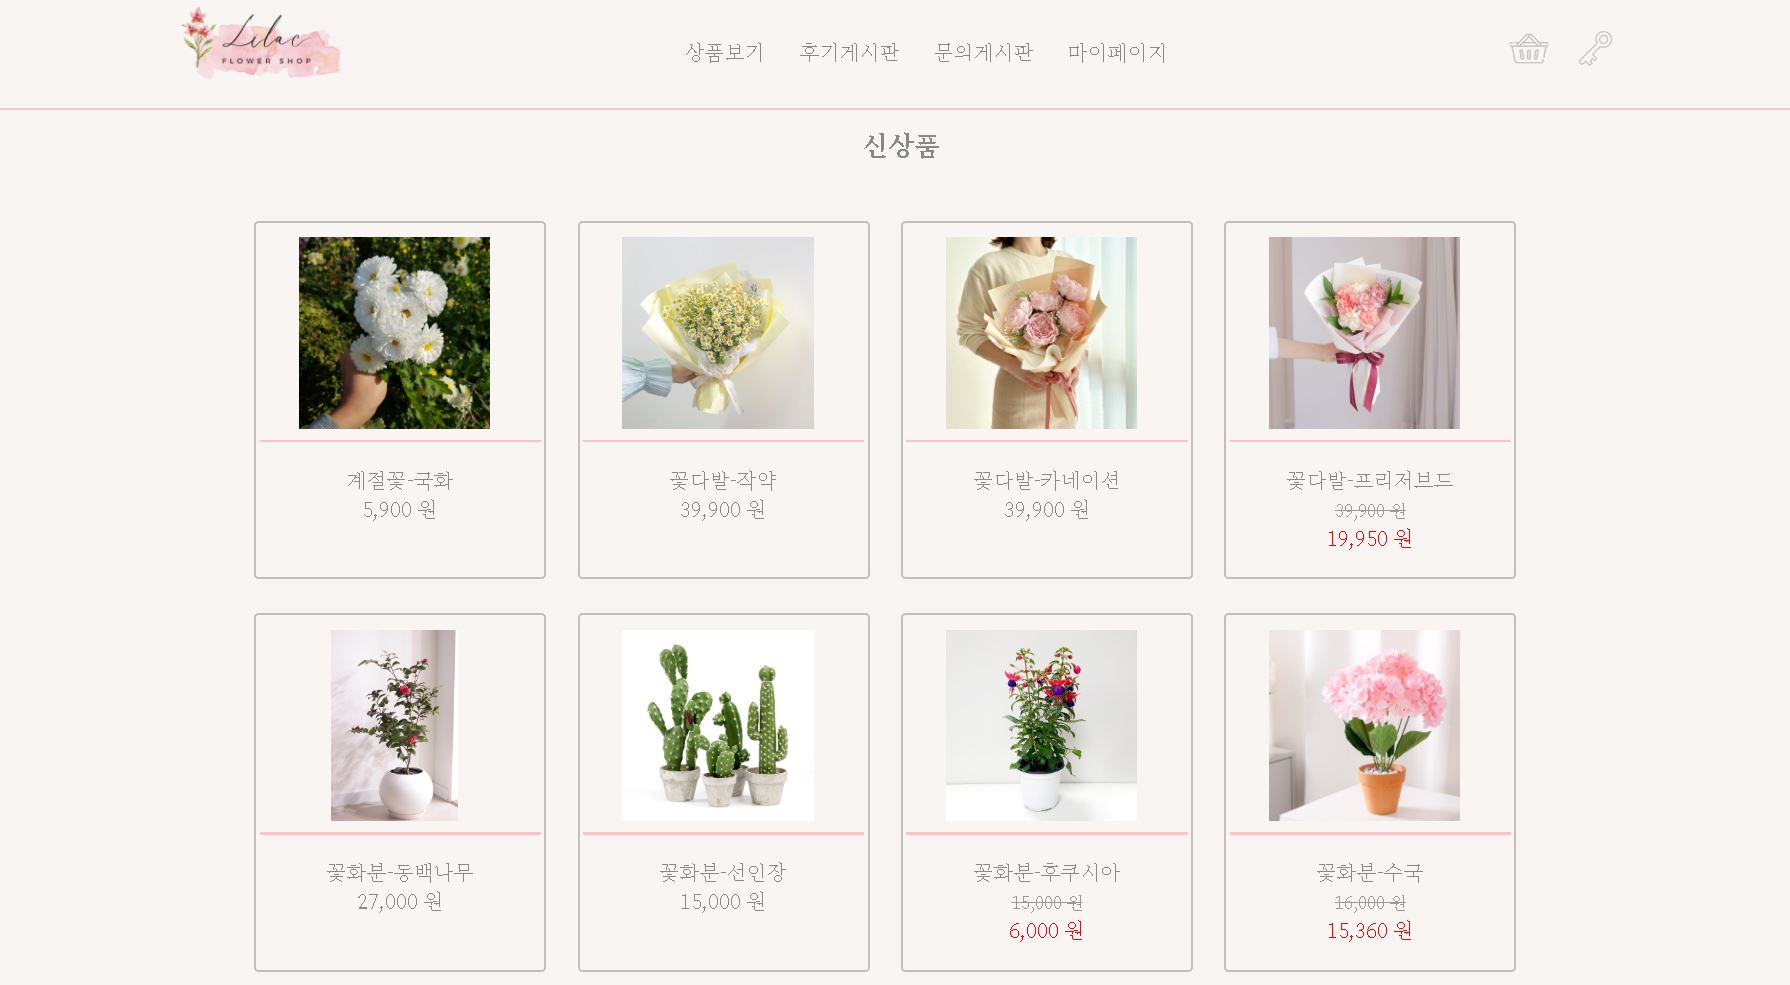 Lilac
FLOWER SHOP
상품보기 후기게시판 문의게시판 마이페이지
신상품
계절꽃-국화
5,900 원
꽃다발-작약
39,900 원
꽃다발-카네이션
39,900 원
꽃다발-프리저브드
39,900 원
19,950 원
꽃화분-동백나무
27,000 원
꽃화분-선인장
15,000 원
꽃화분-후쿠시아
15,000 원
6,000 원
꽃화분-수국
16,000 원
15,360 원